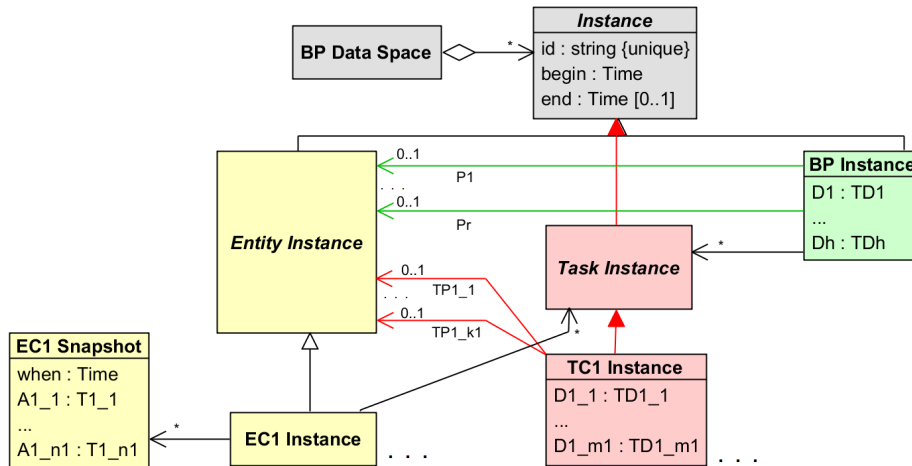 Instance
BP Data Space
*
id : string {unique}
begin : Time
end : Time [0..1]
0..1
P1
. . .
0..1
Pr
Entity Instance
BP Instance
D1 : TD1
...
Dh : TDh
Task Instance
*
0..1
TP1_1
. . .
0..1
TP1_k1
*
EC1 Snapshot
when : Time
A1_1 : T1_1
...
A1_n1 : T1_n1
*
EC1 Instance
. . .
TC1 Instance
D1_1 : TD1_1
...
D1_m1 : TD1_m1
. . .